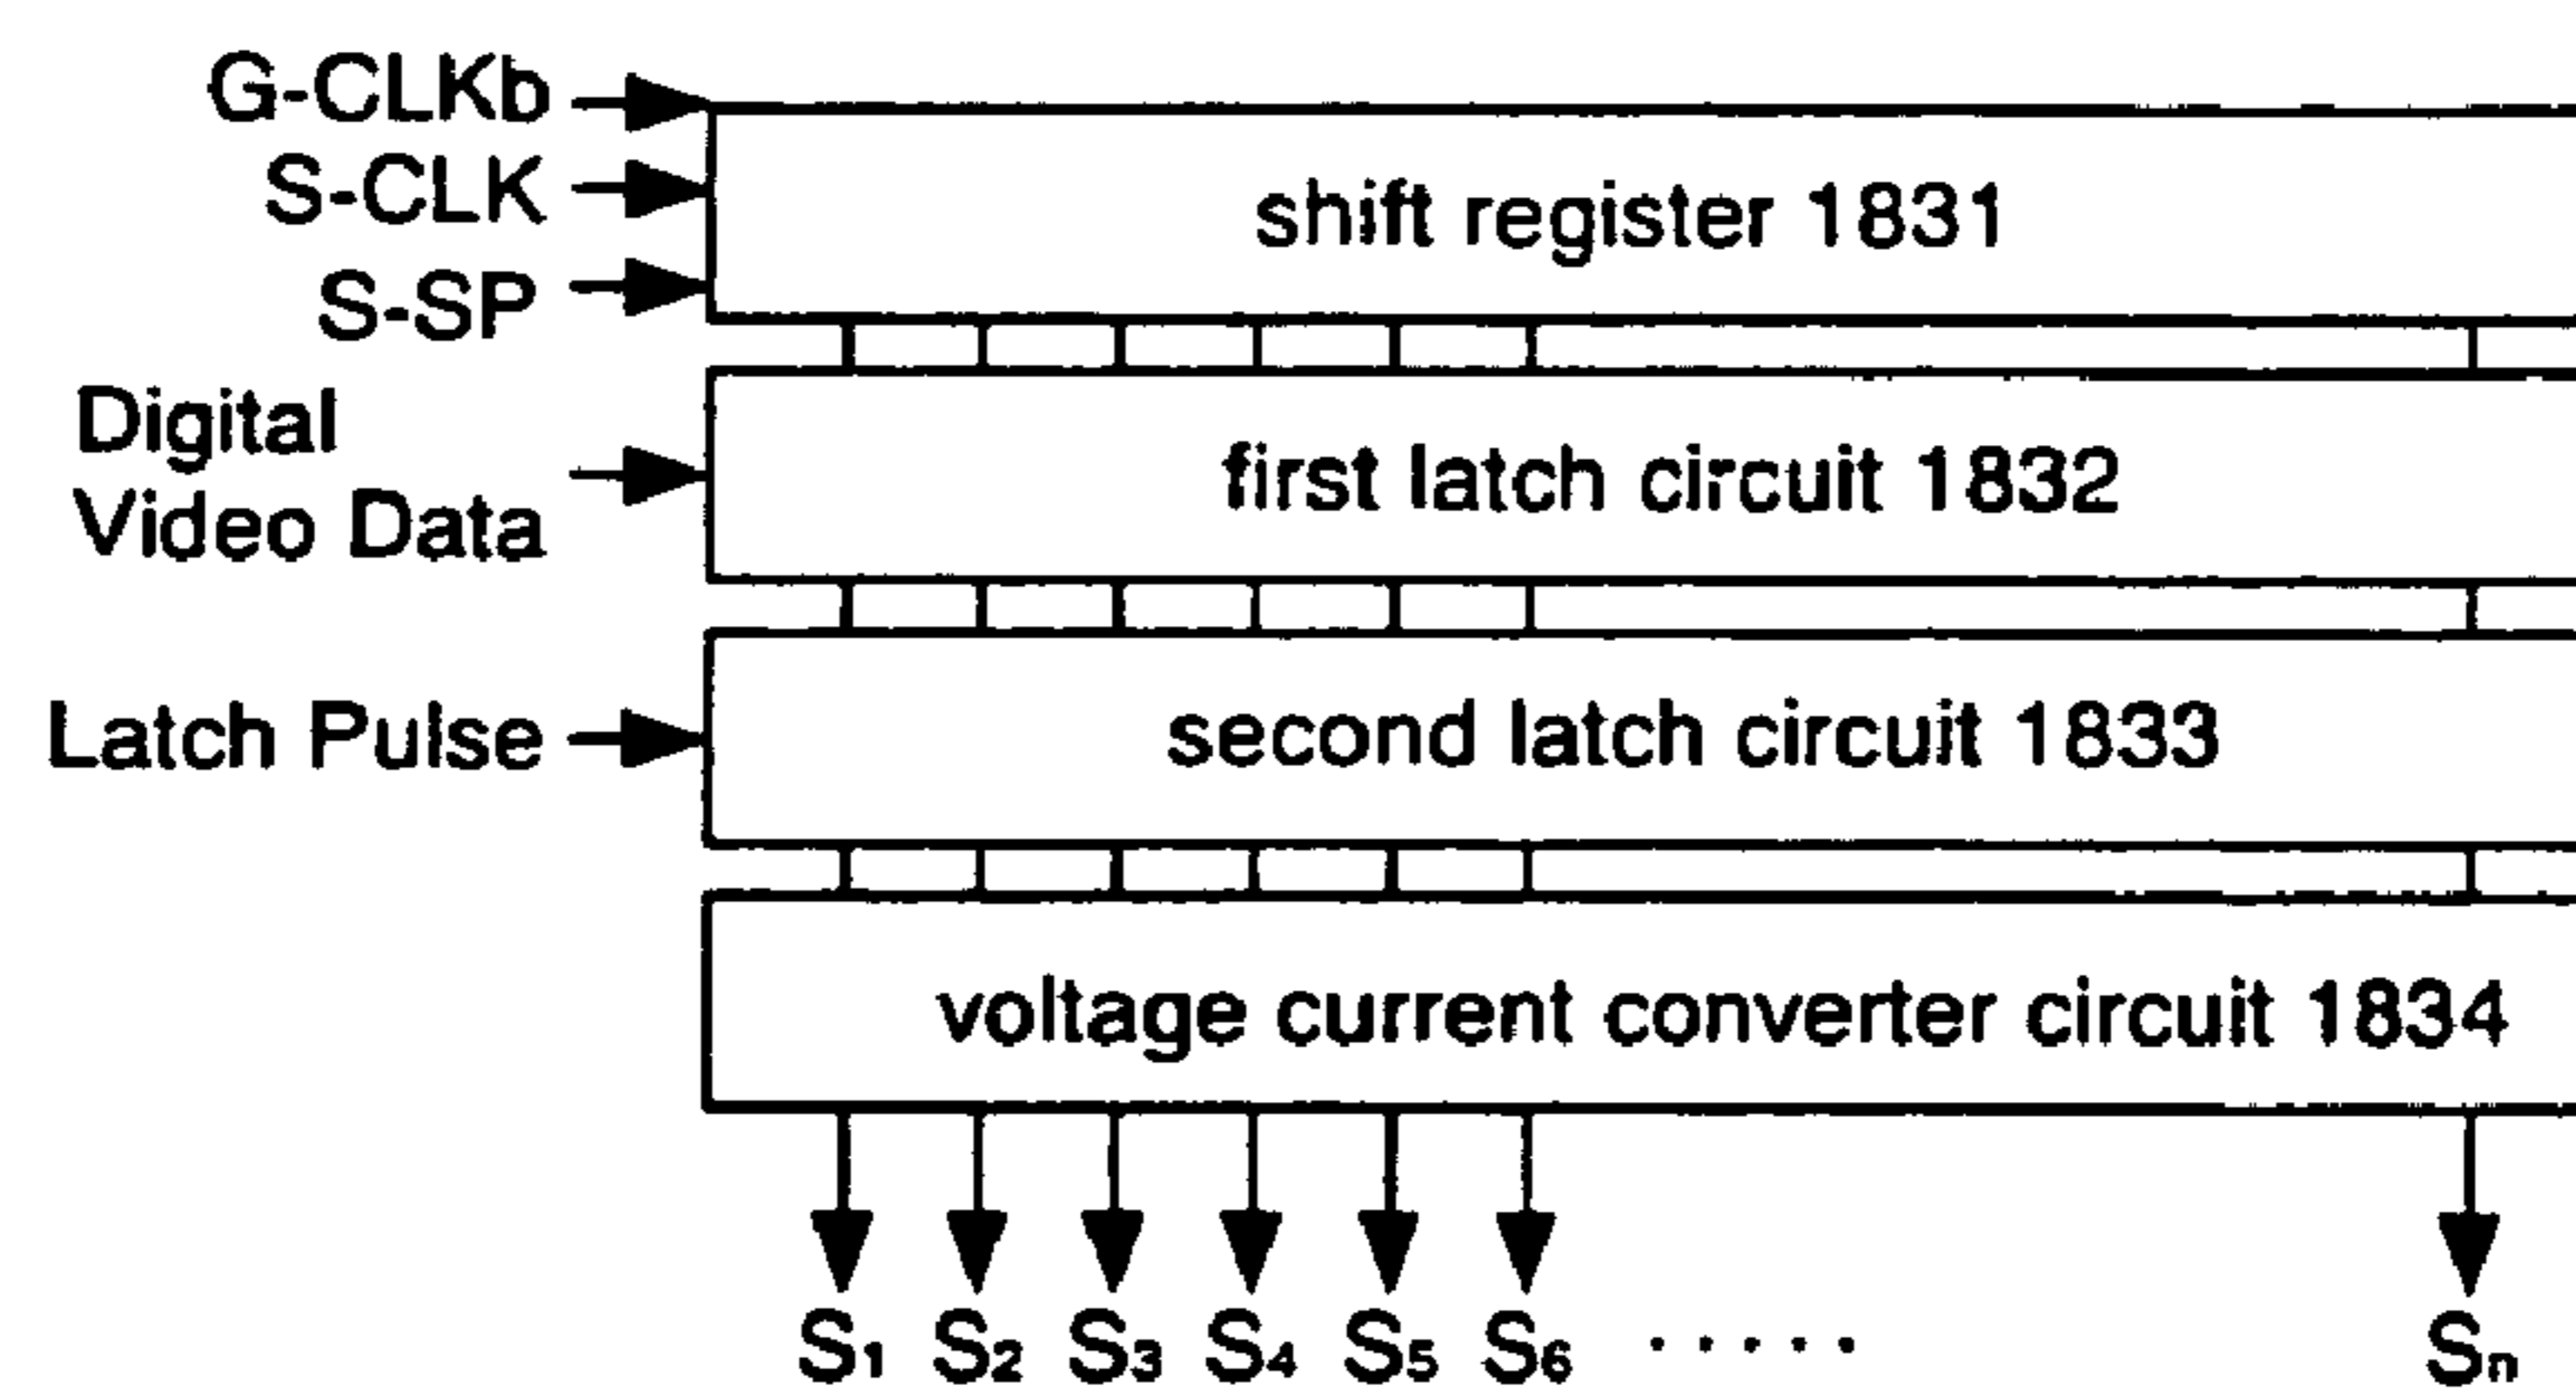 G-CLKb
S-CLK
S-SP
shift register 1831
Digital
Video Data
first latch circuit 1832
Latch Pulse
second latch circuit 1833
voltage current converter circuit 1834
S1 S2 S3 S4 S5 S6 ····· Sn